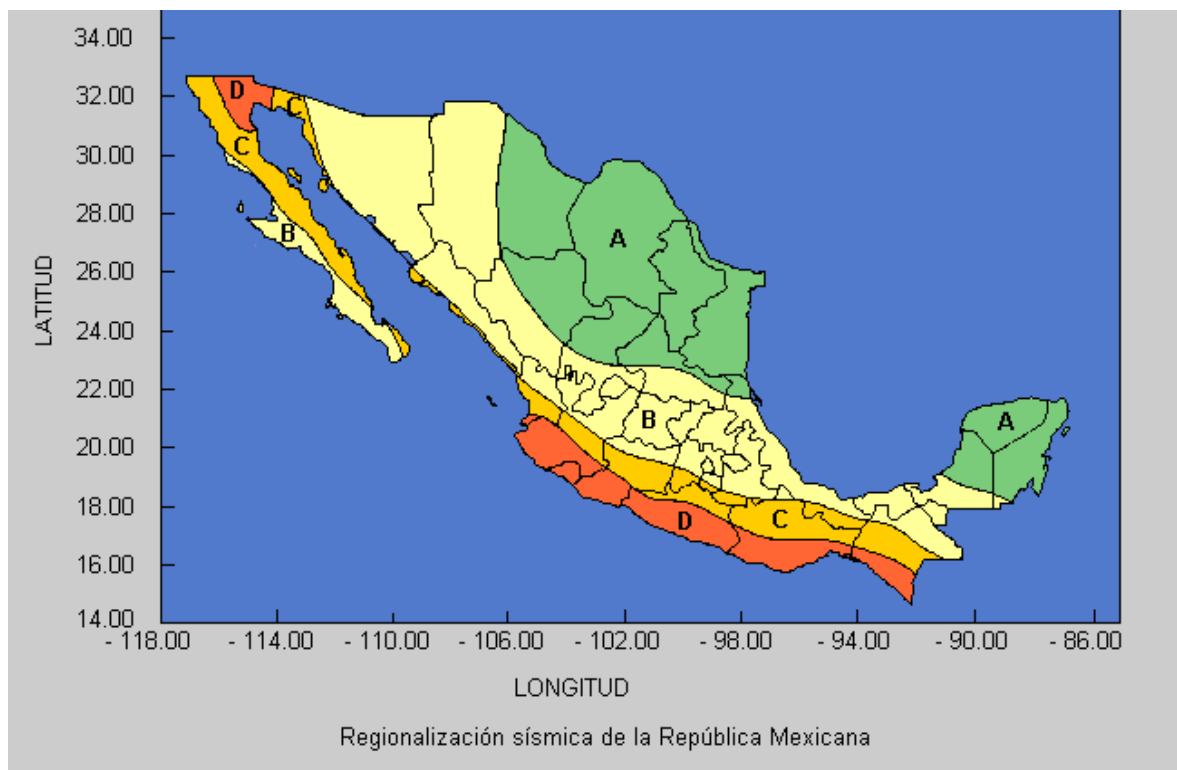 34.00
32.00
30.00
28.00
26.00
24.00
22.00
20.00
18.00
16.00
14.00
LATITUD
D
C
C
B
A
B
A
D
C
- 118.00 - 114.00 - 110.00 - 106.00 - 102.00 - 98.00 - 94.00 - 90.00 - 86.00
LONGITUD
Regionalización sísmica de la República Mexicana